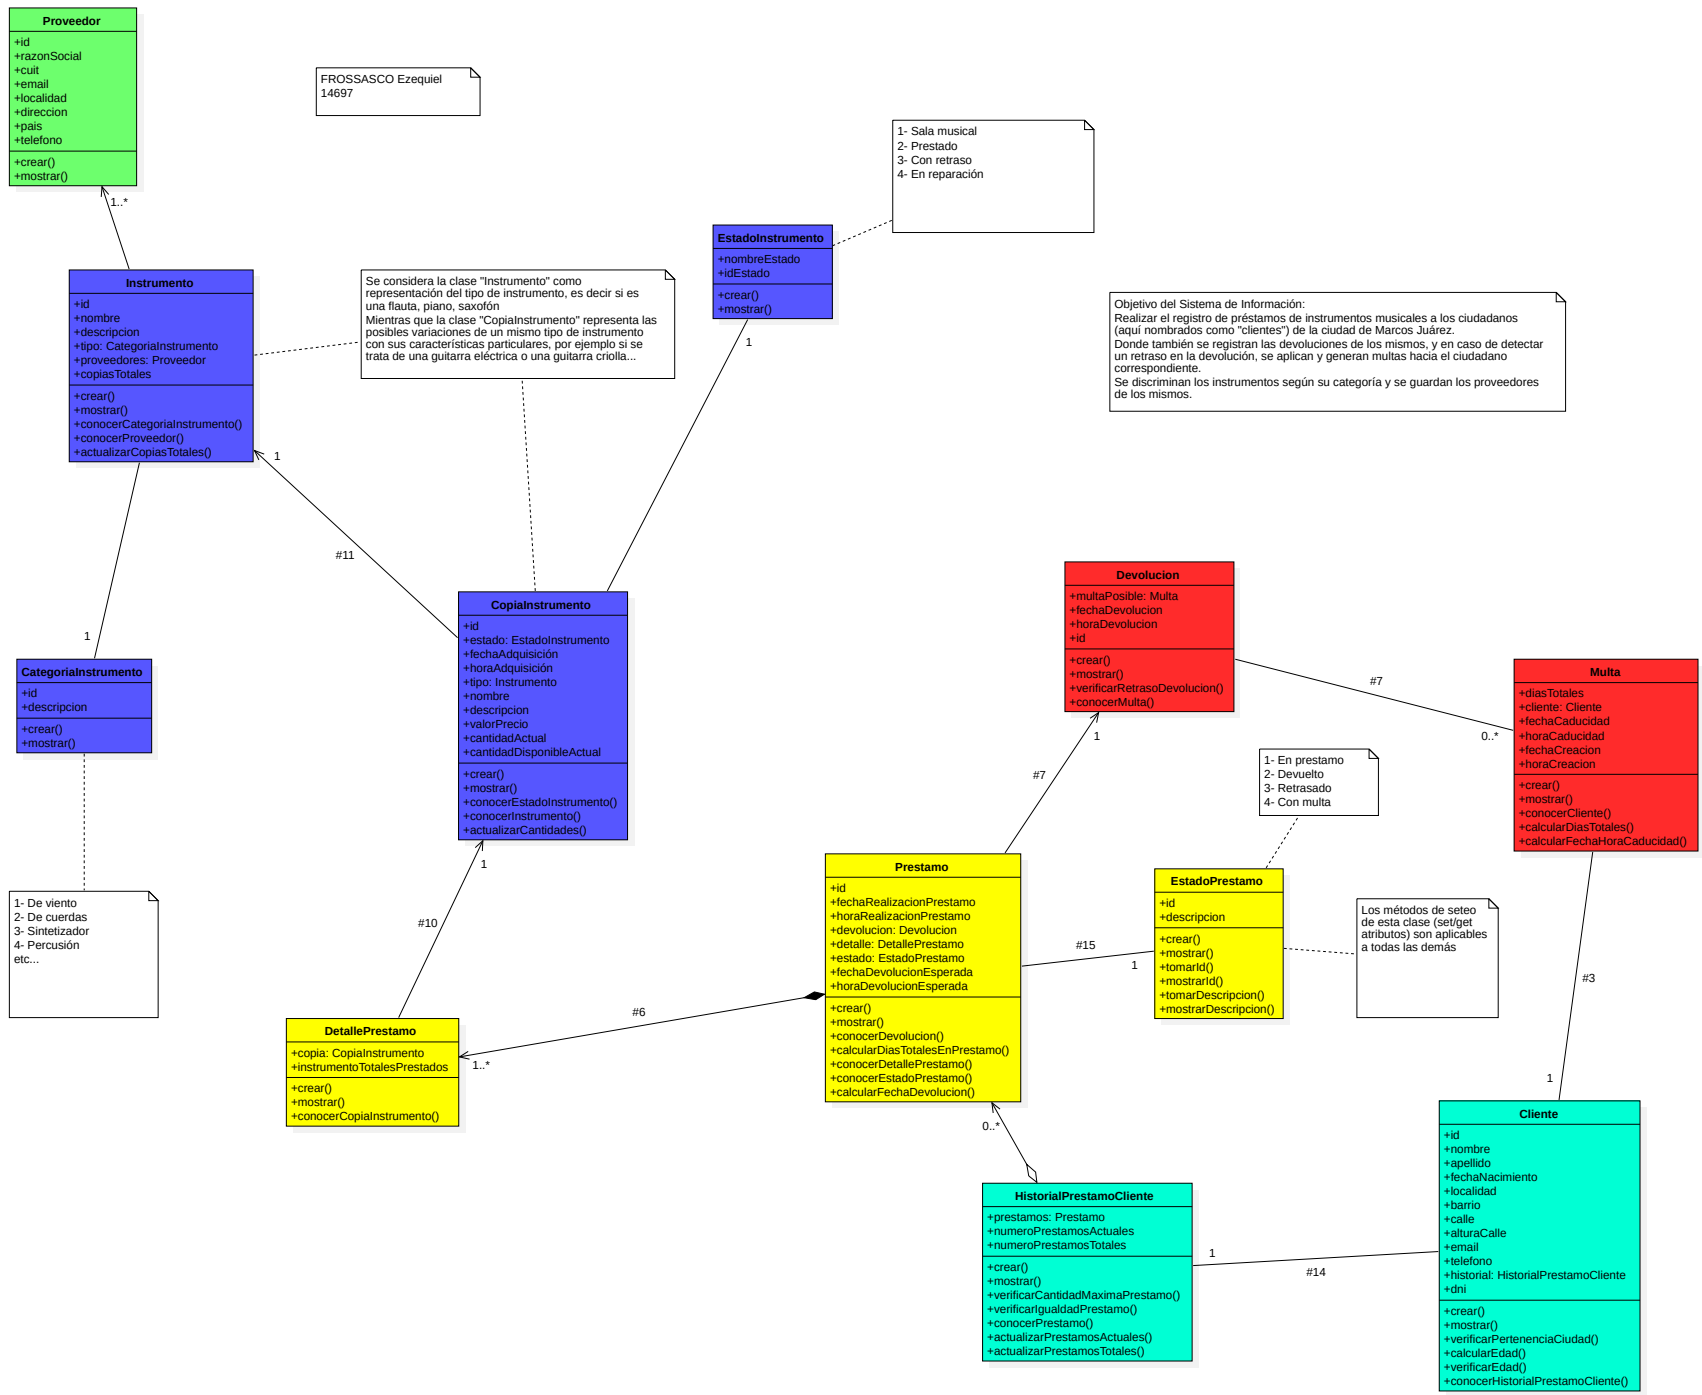 Proveedor
+id
+razonSocial
+cuit
+email
+localidad
+direccion
+pais
+telefono
+crear()
+mostrar()
1..*
FROSSASCO Ezequiel
14697
1- Sala musical
2- Prestado
3- Con retraso
4- En reparación
EstadoInstrumento
+nombreEstado
+idEstado
+crear()
+mostrar()
1
Instrumento
+id
+nombre
+descripcion
+tipo: CategoriaInstrumento
+proveedores: Proveedor
+copiasTotales
+crear()
+mostrar()
+conocerCategoriaInstrumento()
+conocerProveedor()
+actualizarCopiasTotales()
1
#11
1
Se considera la clase "Instrumento" como
representación del tipo de instrumento, es decir si es
una flauta, piano, saxofón
Mientras que la clase "CopiaInstrumento" representa las
posibles variaciones de un mismo tipo de instrumento
con sus características particulares, por ejemplo si se
trata de una guitarra eléctrica o una guitarra criolla...
Objetivo del Sistema de Información:
Realizar el registro de préstamos de instrumentos musicales a los ciudadanos
(aquí nombrados como "clientes") de la ciudad de Marcos Juárez.
Donde también se registran las devoluciones de los mismos, y en caso de detectar
un retraso en la devolución, se aplican y generan multas hacia el ciudadano
correspondiente.
Se discriminan los instrumentos según su categoría y se guardan los proveedores
de los mismos.
CategoriaInstrumento
+id
+descripcion
+crear()
+mostrar()
1- De viento
2- De cuerdas
3- Sintetizador
4- Percusión
etc...
CopiaInstrumento
+id
+estado: EstadoInstrumento
+fechaAdquisición
+horaAdquisición
+tipo: Instrumento
+nombre
+descripcion
+valorPrecio
+cantidadActual
+cantidadDisponibleActual
+crear()
+mostrar()
+conocerEstadoInstrumento()
+conocerInstrumento()
+actualizarCantidades()
1
#10
Devolucion
+multaPosible: Multa
+fechaDevolucion
+horaDevolucion
+id
+crear()
+mostrar()
+verificarRetrasoDevolucion()
+conocerMulta()
#7
0..*
1
#7
Multa
+diasTotales
+cliente: Cliente
+fechaCaducidad
+horaCaducidad
+fechaCreacion
+horaCreacion
+crear()
+mostrar()
+conocerCliente()
+calcularDiasTotales()
+calcularFechaHoraCaducidad()
1- En prestamo
2- Devuelto
3- Retrasado
4- Con multa
Prestamo
+id
+fechaRealizacionPrestamo
+horaRealizacionPrestamo
+devolucion: Devolucion
+detalle: DetallePrestamo
+estado: EstadoPrestamo
+fechaDevolucionEsperada
+horaDevolucionEsperada
+crear()
+mostrar()
+conocerDevolucion()
+calcularDiasTotalesEnPrestamo()
+conocerDetallePrestamo()
+conocerEstadoPrestamo()
+calcularFechaDevolucion()
#15
1
EstadoPrestamo
+id
+descripcion
+crear()
+mostrar()
+tomarId()
+mostrarId()
+tomarDescripcion()
+mostrarDescripcion()
Los métodos de seteo
de esta clase (set/get
atributos) son aplicables
a todas las demás
#3
1
#6
1..*
DetallePrestamo
+copia: CopiaInstrumento
+instrumentoTotalesPrestados
+crear()
+mostrar()
+conocerCopiaInstrumento()
0..*
HistorialPrestamoCliente
+prestamos: Prestamo
+numeroPrestamosActuales
+numeroPrestamosTotales
+crear()
+mostrar()
+verificarCantidadMaximaPrestamo()
+verificarIgualdadPrestamo()
+conocerPrestamo()
+actualizarPrestamosActuales()
+actualizarPrestamosTotales()
1
#14
Cliente
+id
+nombre
+apellido
+fechaNacimiento
+localidad
+barrio
+calle
+alturaCalle
+email
+telefono
+historial: HistorialPrestamoCliente
+dni
+crear()
+mostrar()
+verificarPertenenciaCiudad()
+calcularEdad()
+verificarEdad()
+conocerHistorialPrestamoCliente()